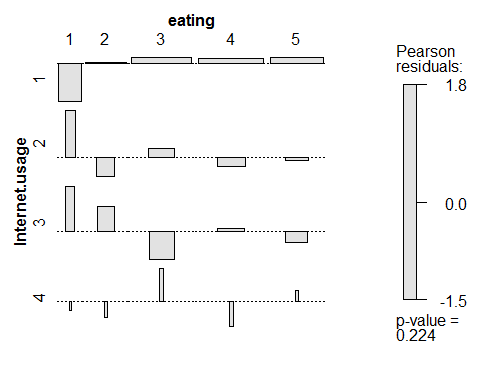 eating
1 2 3 4 5
Internet.usage
1
2
3
4
Pearson
residuals:
1.8
0.0
-1.5
p-value =
0.224